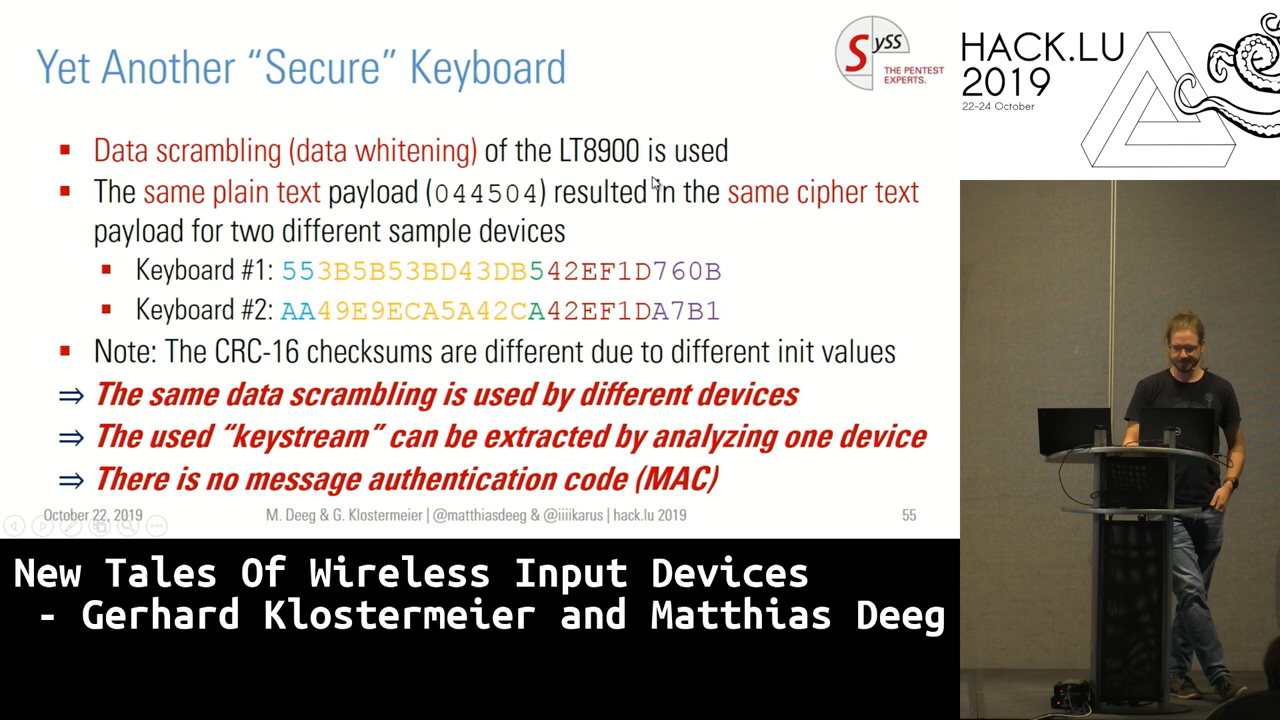 Yet Another “Secure” Keyboard
SySS
THE PENTEST
EXPERTS.
HACK.LU
2019
22-24 October
▪ Data scrambling (data whitening) of the LT8900 is used
▪ The same plain text payload (044504) resulted in the same cipher text
payload for two different sample devices
▪ Keyboard #1: 553B5B53BD43DB542EF1D760B
▪ Keyboard #2: AA49E9ECA5A42CA42EF1DA7B1
▪ Note: The CRC-16 checksums are different due to different init values
⇒ The same data scrambling is used by different devices
⇒ The used “keystream” can be extracted by analyzing one device
⇒ There is no message authentication code (MAC)
October 22, 2019
M. Deeg & G. Klostermeier | @matthiasdeeg & @iiiikarus | hack.lu 2019
55
New Tales Of Wireless Input Devices
- Gerhard Klostermeier and Matthias Deeg